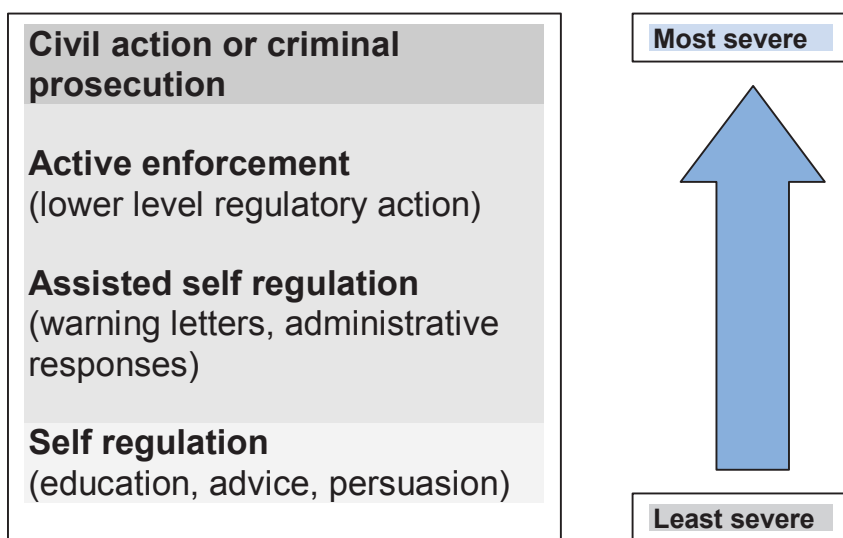 Civil action or criminal
prosecution
Active enforcement
(lower level regulatory action)
Assisted self regulation
(warning letters, administrative
responses)
Self regulation
(education, advice, persuasion)
Most severe
Least severe